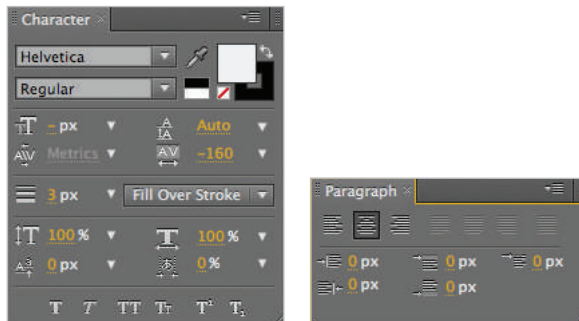 Character ×
Helvetica
Regular
- px
Auto
Metrics
-160
3 px
Fill Over Stroke
100 %
100 %
0 px
0 %
T T TT Tт T¹ T₁
Paragraph ×
0 px
0 px
0 px
0 px
0 px